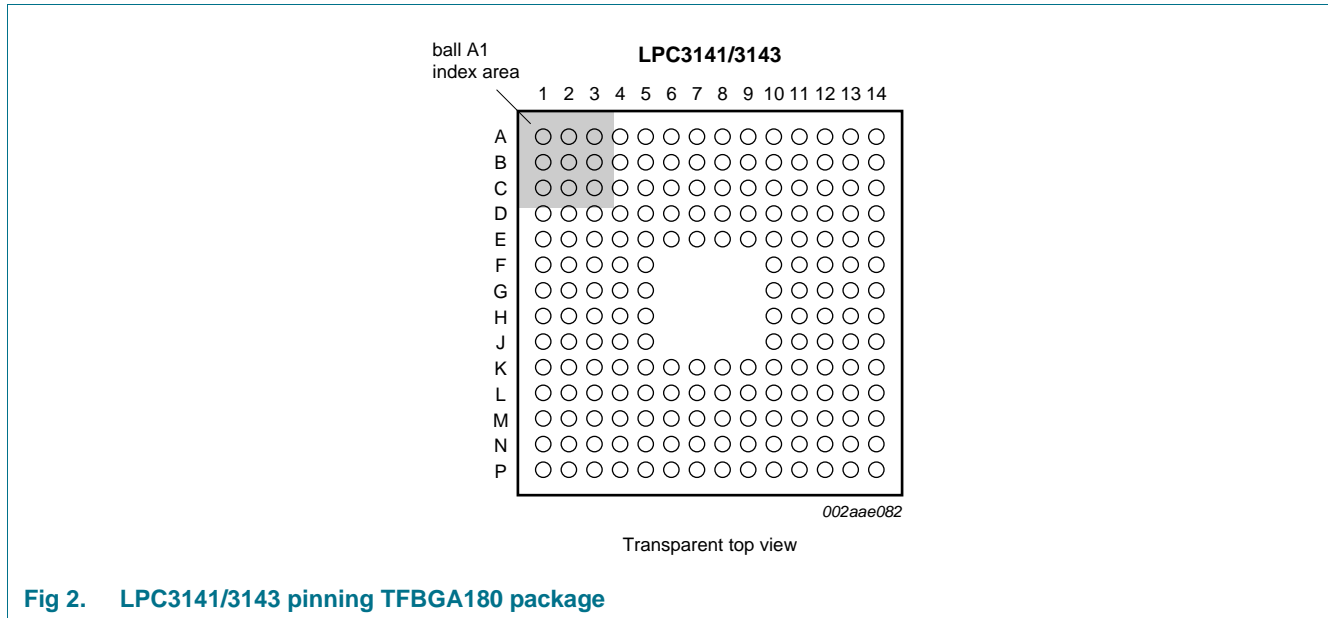 ball A1
index area
LPC3141/3143
1 2 3 4 5 6 7 8 9 10 11 12 13 14
A
B
C
D
E
F
G
H
J
K
L
M
N
P
002aae082
Transparent top view
Fig 2. LPC3141/3143 pinning TFBGA180 package